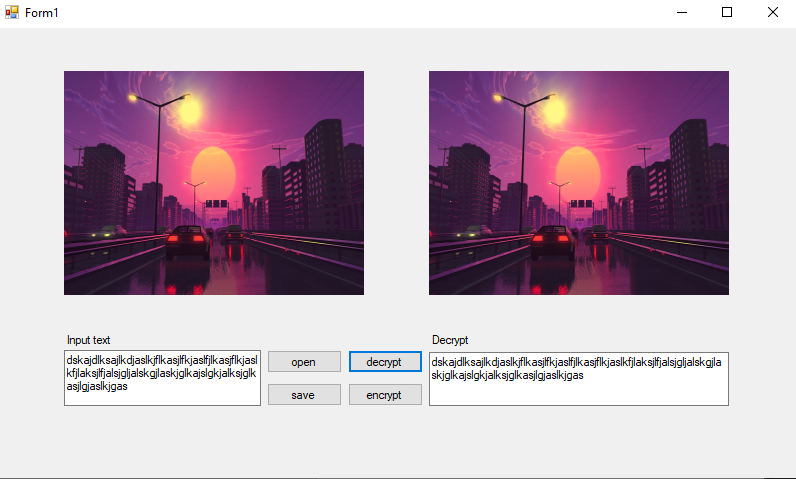 Form1
Input text
dskajdlksajlkdjaslkjflkasjlfkjaslfjlkasjflkjasl
kfjlaksjlfjalsjgljalskgjlaskjglkajslgkjalksjglk
asjlgjaslkjgas
open
decrypt
save
encrypt
Decrypt
dskajdlksajlkdjaslkjflkasjlfkjaslfjlkasjflkjaslkfjlaksjlfjalsjgljalskgjla
skjglkajslgkjalksjglkasjlgjaslkjgas